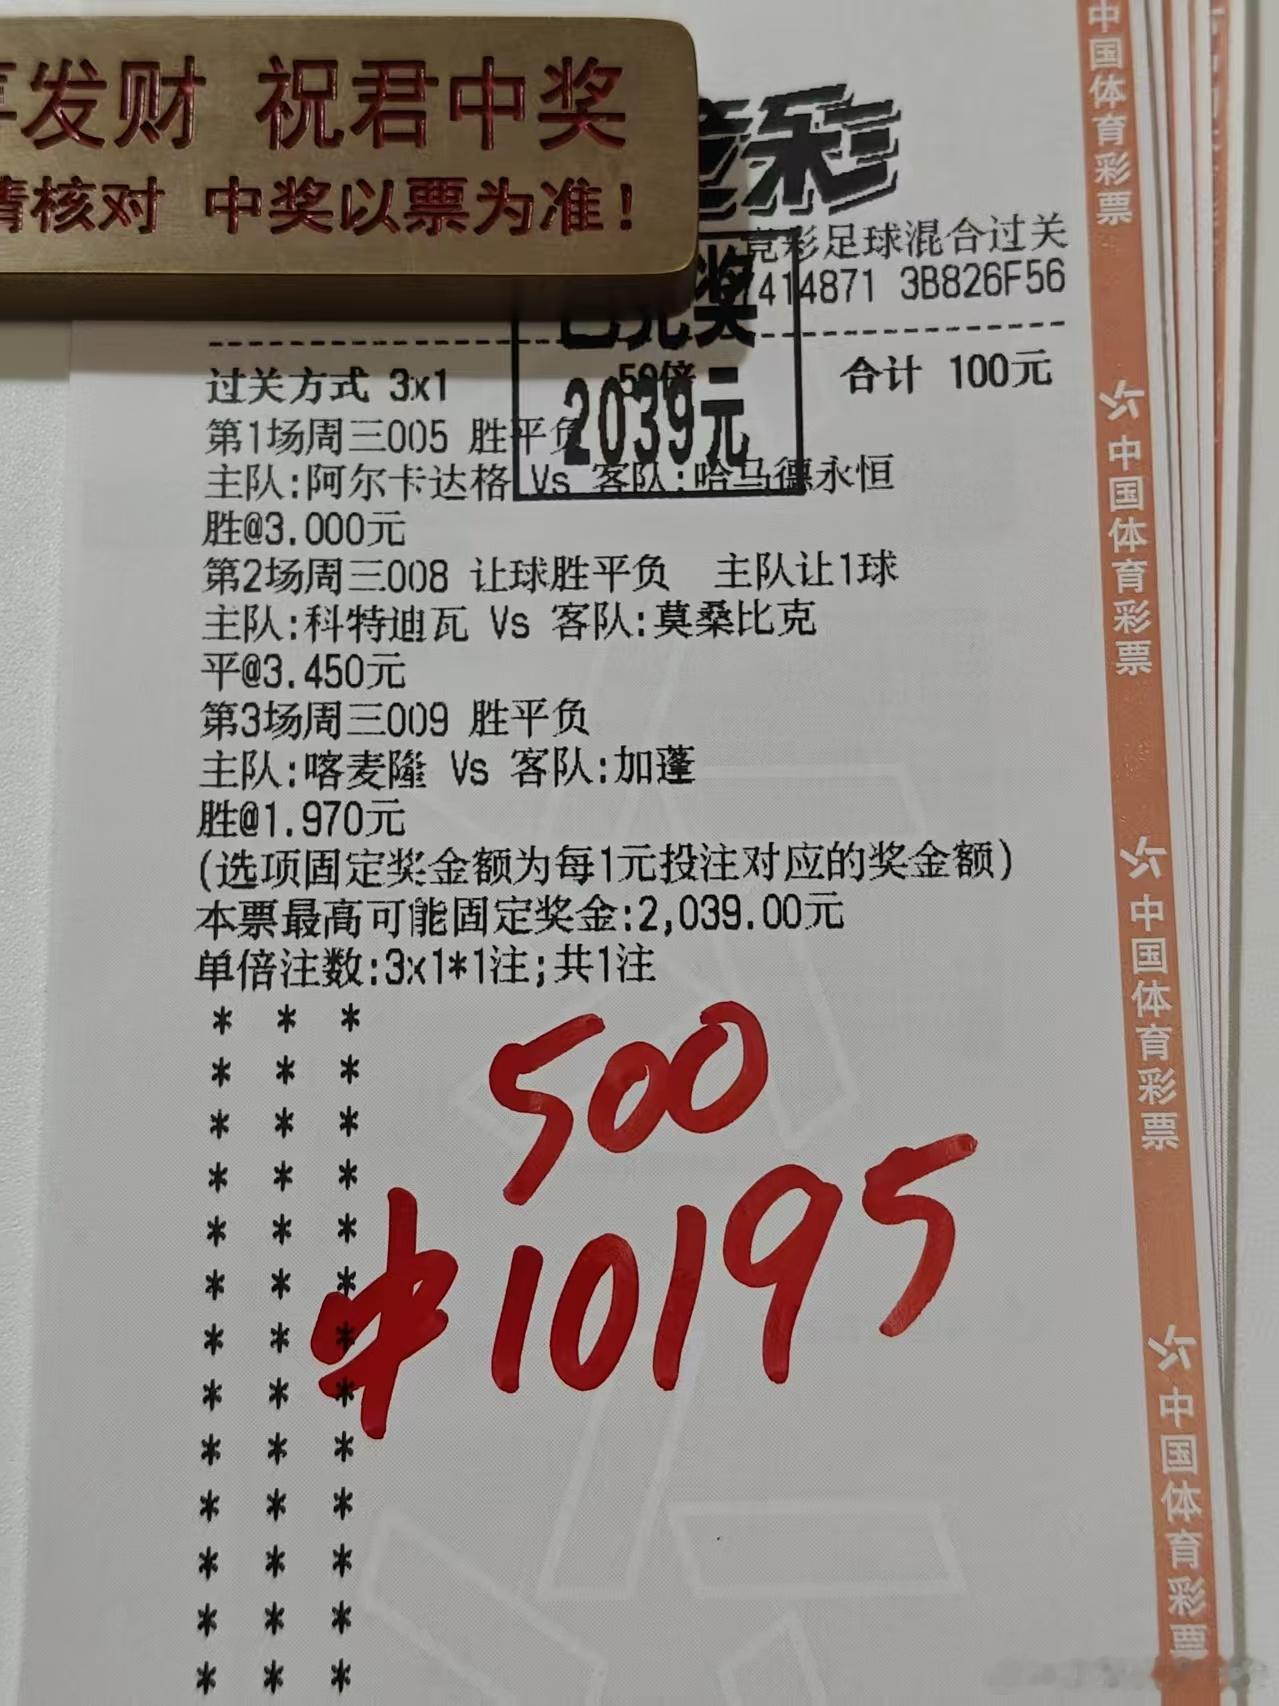 发财 祝君中奖
请核对 中奖以票为准!
竞彩
竞彩足球混合过关
414871 3B826F56
已兑奖
2039元
过关方式 3x1 50倍 合计 100元
第1场周三005 胜平负
主队:阿尔卡达格 Vs 客队:哈马德永恒
胜@3.000元
第2场周三008 让球胜平负 主队让1球
主队:科特迪瓦 Vs 客队:莫桑比克
平@3.450元
第3场周三009 胜平负
主队:喀麦隆 Vs 客队:加蓬
胜@1.970元
(选项固定奖金额为每1元投注对应的奖金额)
本票最高可能固定奖金:2,039.00元
单倍注数:3x1*1注;共1注
* * *
* * *
* * *
* * *
* * *
* * *
* * *
* * *
* * *
* * *
* * *
* * *
* * *
500
中10195
中国体育彩票
中国体育彩票
中国体育彩票
中国体育彩票